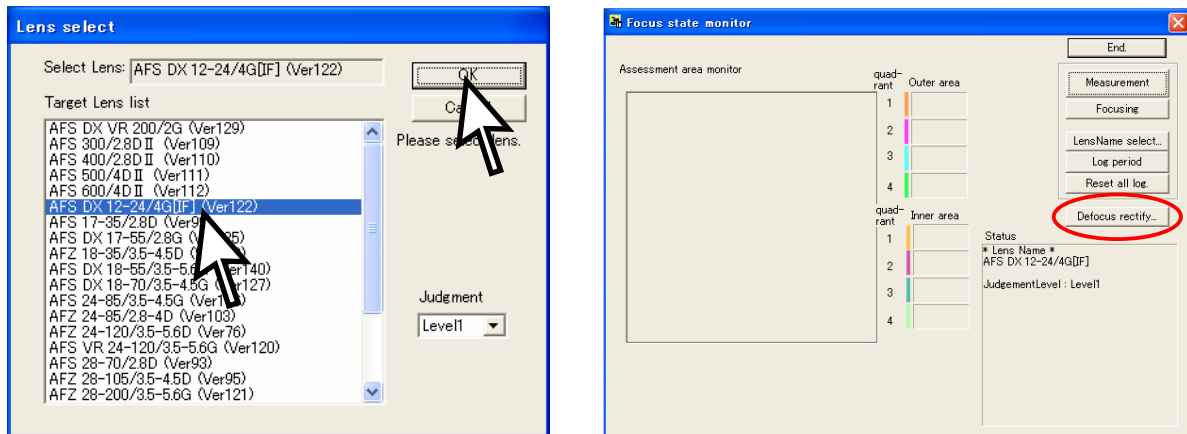 Lens select
Select Lens: AFS DX 12-24/4G[IF] (Ver122)
OK
Target Lens list
AFS DX VR 200/2G (Ver129)
AFS 300/2.8DⅡ (Ver109)
AFS 400/2.8DⅡ (Ver110)
AFS 500/4DⅡ (Ver111)
AFS 600/4DⅡ (Ver112)
AFS DX 12-24/4G[IF] (Ver122)
AFS 17-35/2.8D
AFS DX 17-55/2.8G
AFZ 18-35/3.5-4.5D
AFS DX 18-55/3.5-5.6G
AFS DX 18-70/3.5-4.5G
AFS 24-85/3.5-4.5G
AFZ 24-85/2.8-4D (Ver103)
AFZ 24-120/3.5-5.6D (Ver76)
AFS VR 24-120/3.5-5.6G (Ver120)
AFS 28-70/2.8D (Ver93)
AFZ 28-105/3.5-4.5D (Ver95)
AFZ 28-200/3.5-5.6G (Ver121)
Please select lens.
Judgment
Level1
Focus state monitor
End.
Assessment area monitor
quad-
rant Outer area
1
2
3
4
quad-
rant Inner area
1
2
3
4
Measurement
Focusing
LensName select...
Log period
Reset all log.
Defocus rectify...
Status
* Lens Name *
AFS DX 12-24/4G[IF]
JudgementLevel : Level1